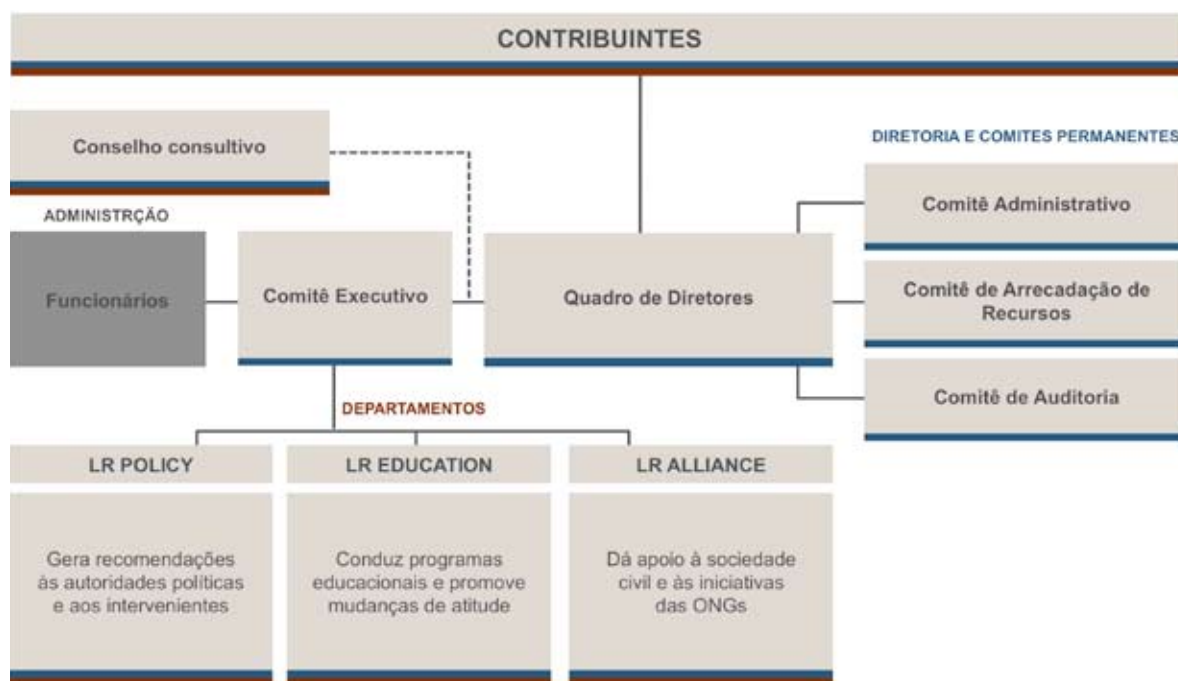 CONTRIBUINTES
Conselho consultivo
DIRETORIA E COMITES PERMANENTES
ADMINISTRÇÃO
Funcionários
Comitê Executivo
Quadro de Diretores
Comitê Administrativo
Comitê de Arrecadação de
Recursos
Comitê de Auditoria
DEPARTAMENTOS
LR POLICY
Gera recomendações
às autoridades políticas
e aos intervenientes
LR EDUCATION
Conduz programas
educacionais e promove
mudanças de atitude
LR ALLIANCE
Dá apoio à sociedade
civil e às iniciativas
das ONGs